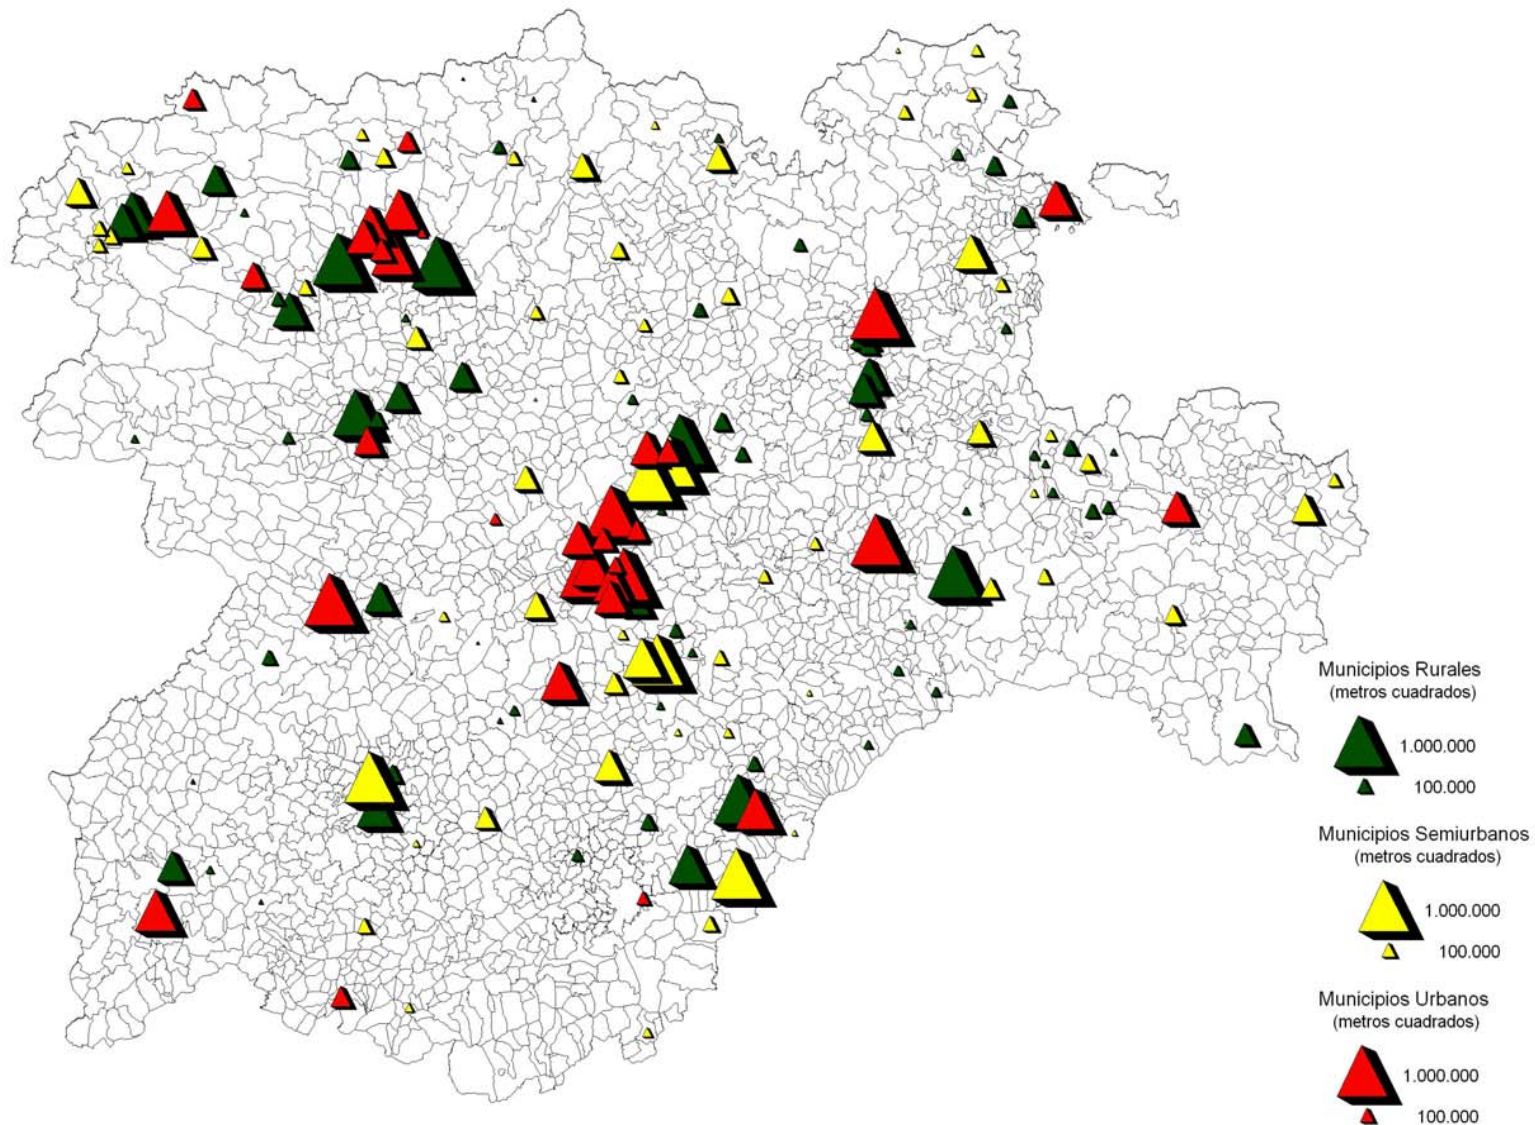 Municipios Rurales
(metros cuadrados)
1.000.000
100.000
Municipios Semiurbanos
(metros cuadrados)
1.000.000
100.000
Municipios Urbanos
(metros cuadrados)
1.000.000
100.000